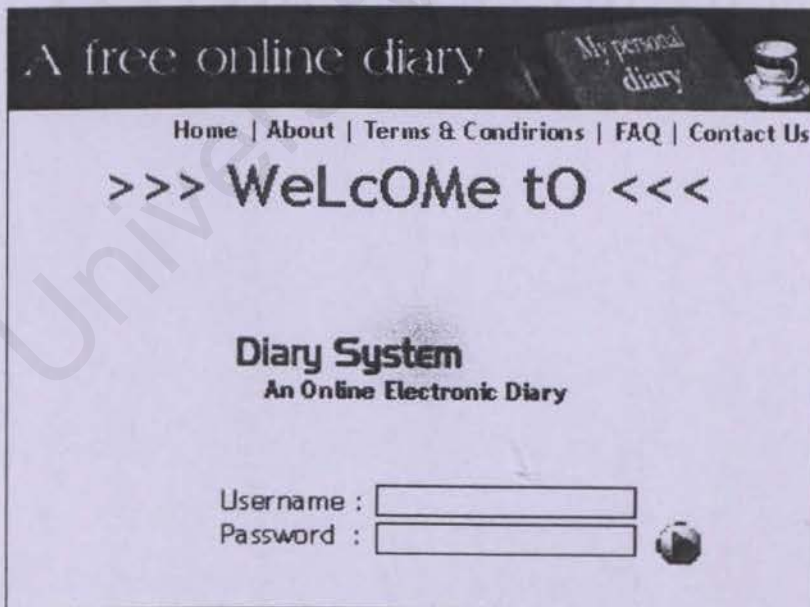 A free online diary
My personal
diary
Home | About | Terms & Condirions | FAQ | Contact Us
>>> WeLcOMe tO <<<
Diary System
An Online Electronic Diary
Username :
Password :